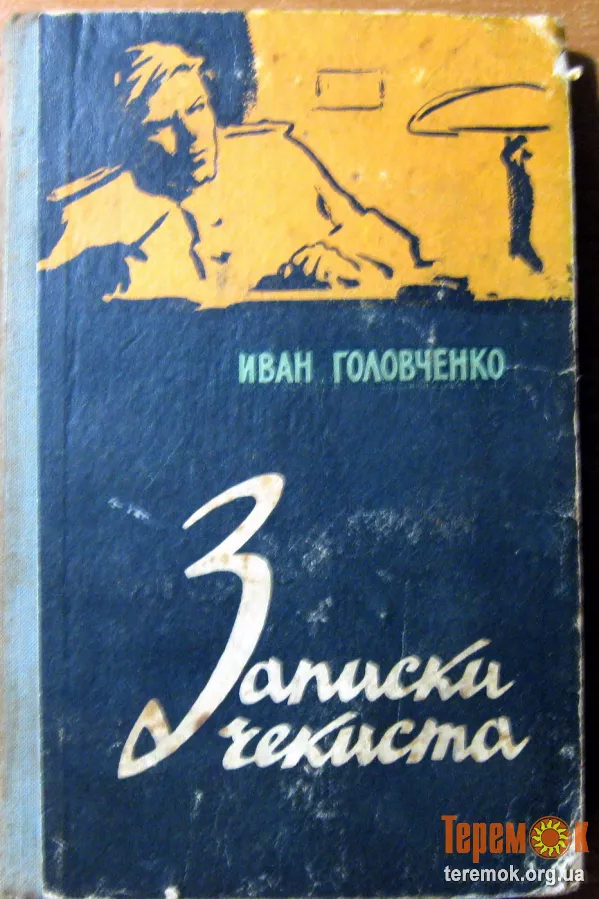 ИВАН ГОЛОВЧЕНКО
Записки
чекиста
Теремок
teremok.org.ua